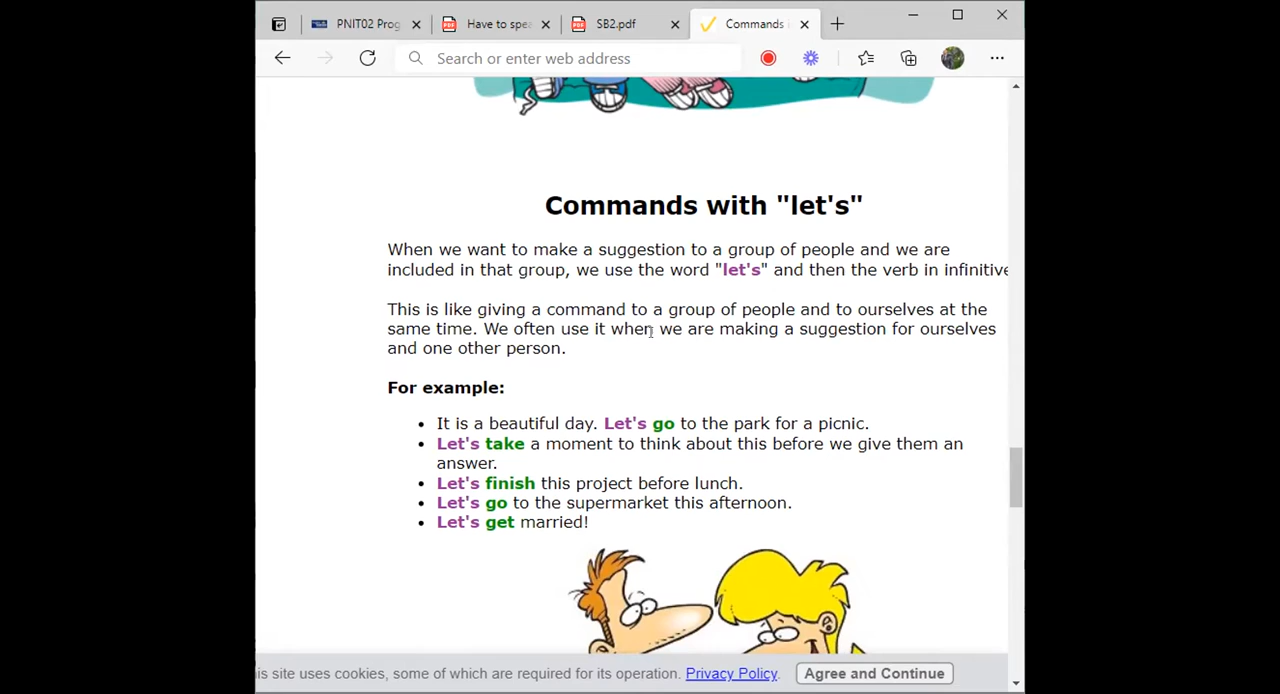 PNIT02 Prog
Have to spea
SB2.pdf
Commands
Search or enter web address
Commands with "let's"
When we want to make a suggestion to a group of people and we are
included in that group, we use the word "let's" and then the verb in infinitive
This is like giving a command to a group of people and to ourselves at the
same time. We often use it when we are making a suggestion for ourselves
and one other person.
For example:
• It is a beautiful day. Let's go to the park for a picnic.
• Let's take a moment to think about this before we give them an
answer.
• Let's finish this project before lunch.
• Let's go to the supermarket this afternoon.
• Let's get married!
is site uses cookies, some of which are required for its operation. Privacy Policy. Agree and Continue